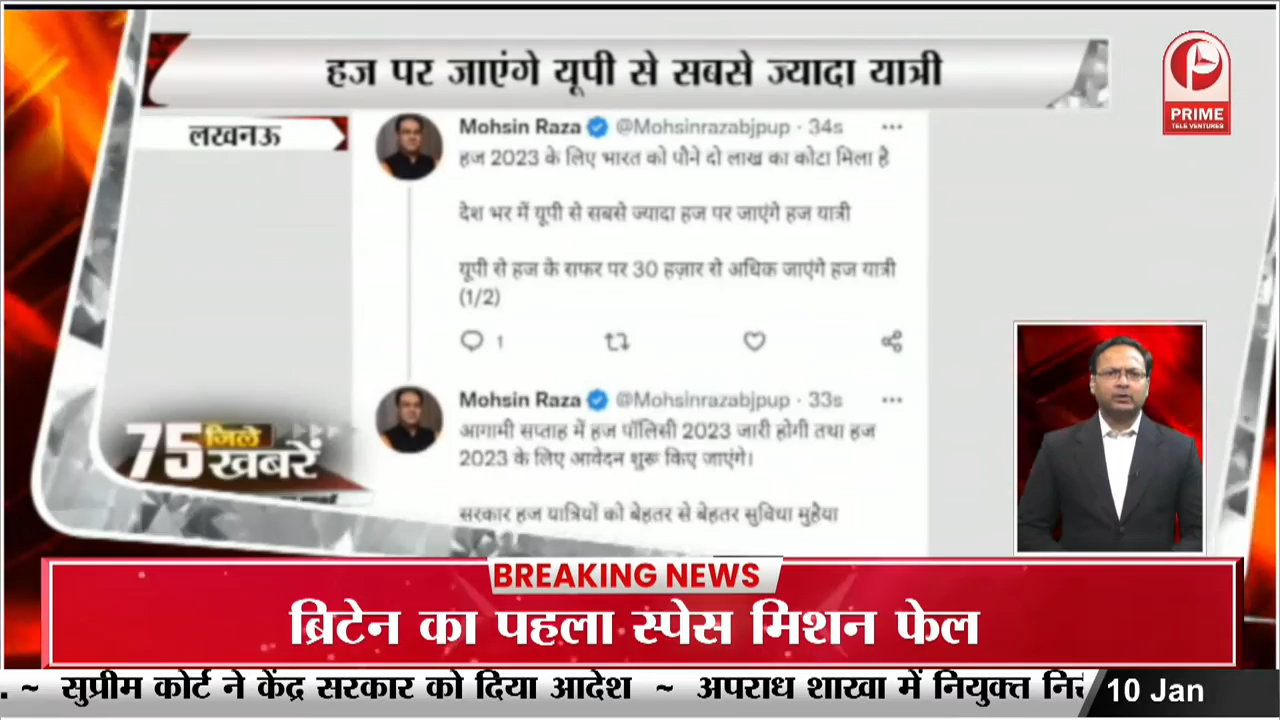 हज पर जाएंगे यूपी से सबसे ज्यादा यात्री
PRIME
TELE VENTURES
लखनऊ
Mohsin Raza @Mohsinrazabjpup · 34s
हज 2023 के लिए भारत को पौने दो लाख का कोटा मिला है
देश भर में यूपी से सबसे ज्यादा हज पर जाएंगे हज यात्री
यूपी से हज के सफर पर 30 हज़ार से अधिक जाएंगे हज यात्री
(1/2)
1
Mohsin Raza @Mohsinrazabjpup · 33s
आगामी सप्ताह में हज पॉलिसी 2023 जारी होगी तथा हज
2023 के लिए आवेदन शुरू किए जाएंगे।
सरकार हज यात्रियों को बेहतर से बेहतर सुविधा मुहैया
75 जिले
खबरें
BREAKING NEWS
ब्रिटेन का पहला स्पेस मिशन फेल
. ~ सुप्रीम कोर्ट ने केंद्र सरकार को दिया आदेश ~ अपराध शाखा में नियुक्त
10 Jan